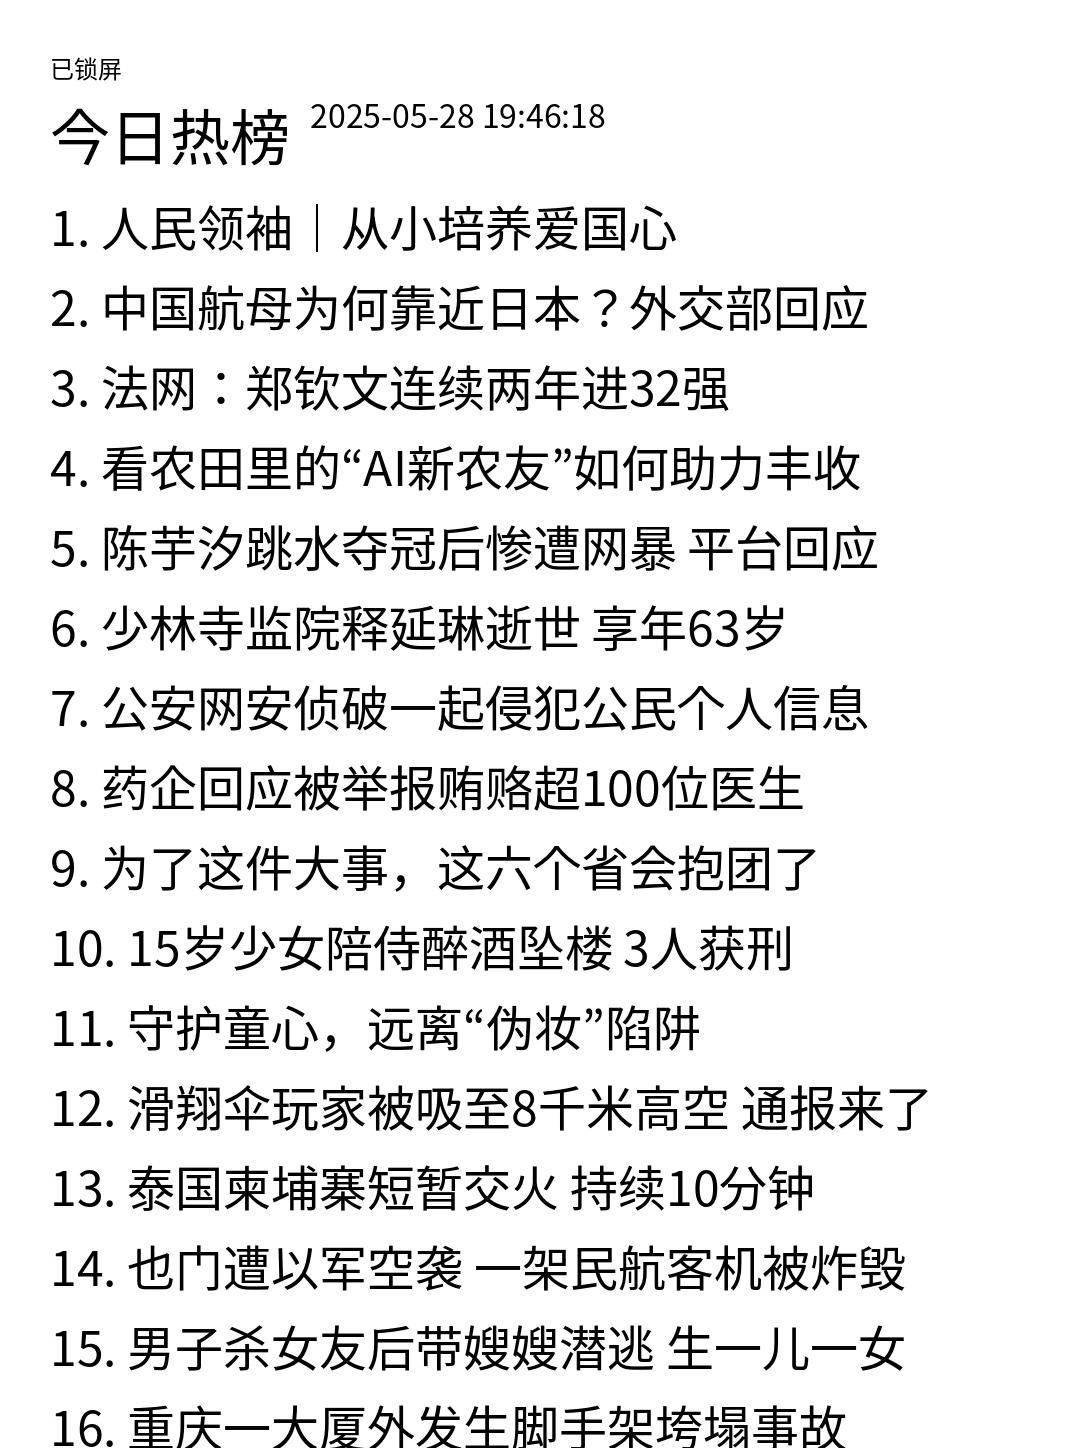 已锁屏
今日热榜 2025-05-28 19:46:18
1. 人民领袖｜从小培养爱国心
2. 中国航母为何靠近日本？外交部回应
3. 法网：郑钦文连续两年进32强
4. 看农田里的“AI新农友”如何助力丰收
5. 陈芋汐跳水夺冠后惨遭网暴 平台回应
6. 少林寺监院释延琳逝世 享年63岁
7. 公安网安侦破一起侵犯公民个人信息
8. 药企回应被举报贿赂超100位医生
9. 为了这件大事，这六个省会抱团了
10. 15岁少女陪侍醉酒坠楼 3人获刑
11. 守护童心，远离“伪妆”陷阱
12. 滑翔伞玩家被吸至8千米高空 通报来了
13. 泰国柬埔寨短暂交火 持续10分钟
14. 也门遭以军空袭 一架民航客机被炸毁
15. 男子杀女友后带嫂嫂潜逃 生一儿一女
16. 重庆一大厦外发生脚手架垮塌事故